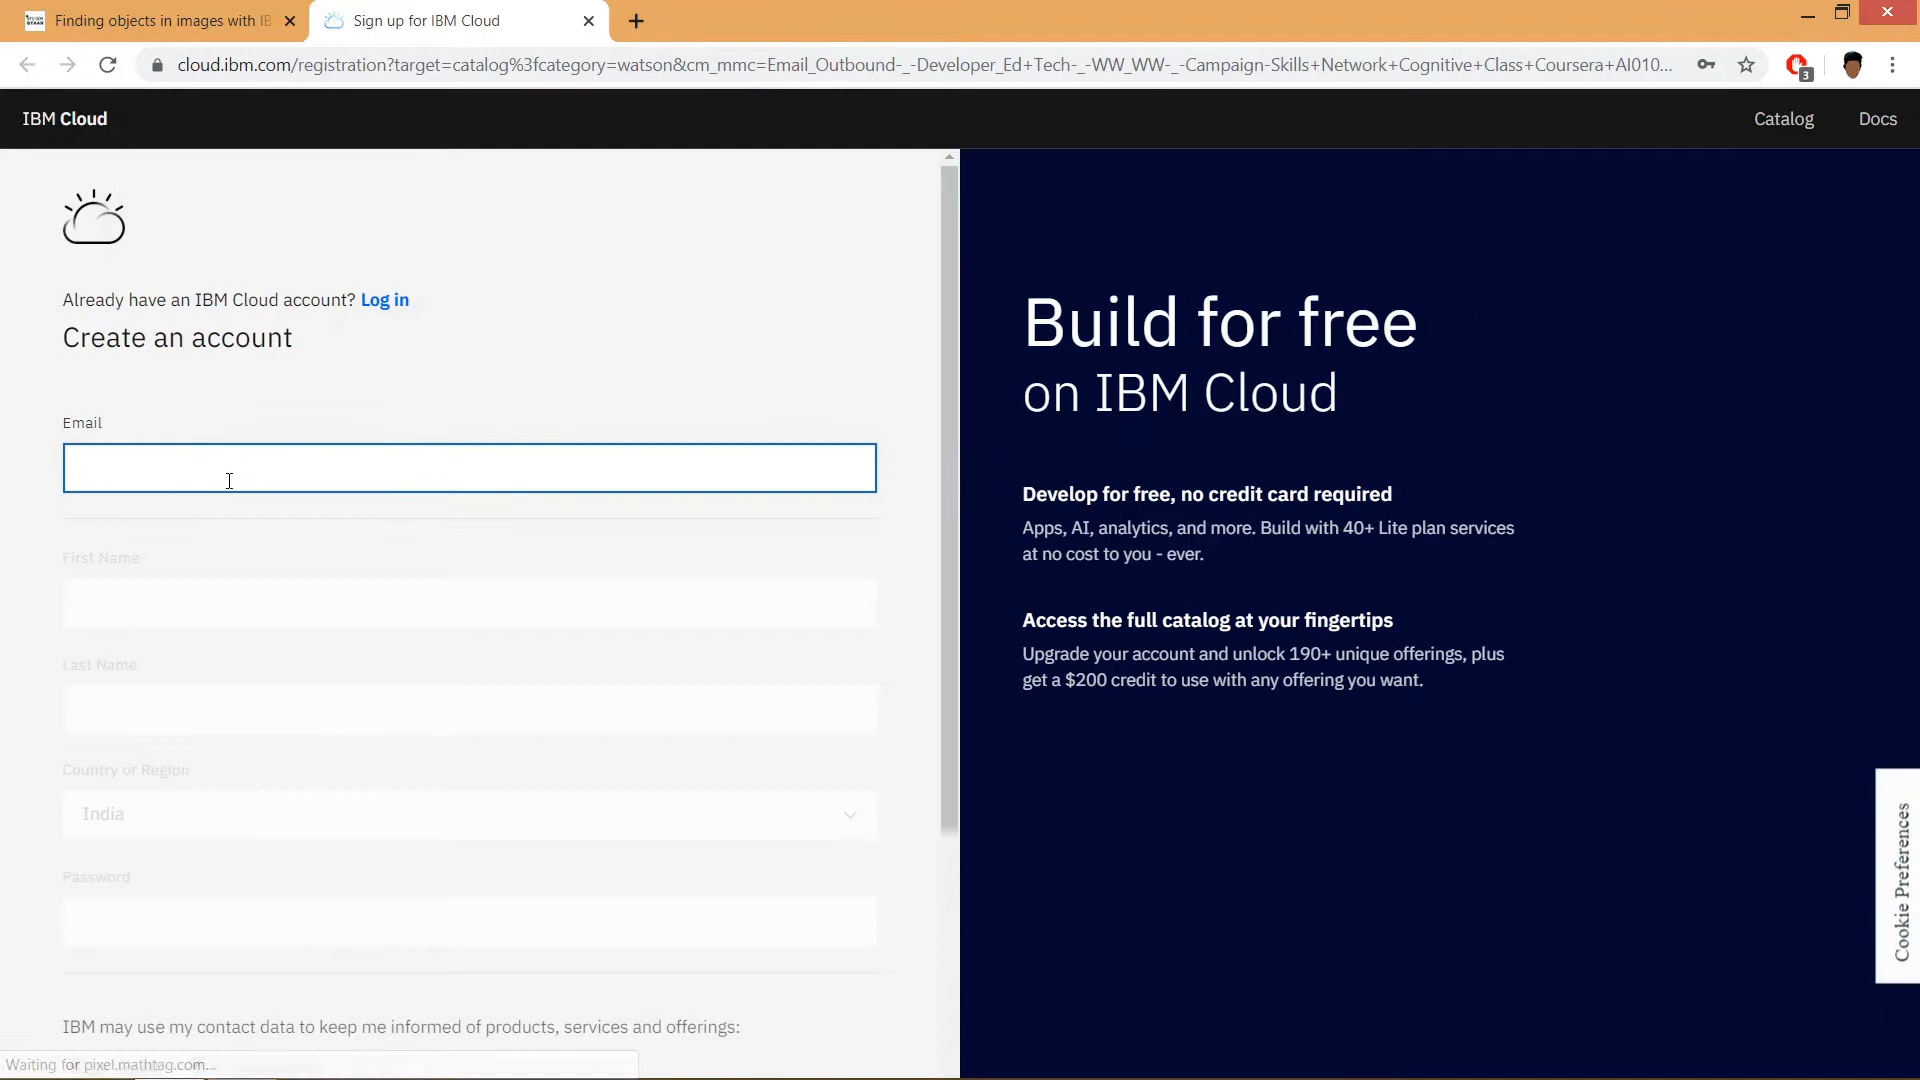 Finding objects in images with IB
Sign up for IBM Cloud
cloud.ibm.com/registration?target=catalog%3fcategory=watson&cm_mmc=Email_Outbound-_-Developer_Ed+Tech-_-WW_WW-_-Campaign-Skills+Network+Cognitive+Class+Coursera+AI010...
3
IBM Cloud
Catalog
Docs
Already have an IBM Cloud account? Log in
Create an account
Email
First Name
Last Name
Country or Region
India
Password
IBM may use my contact data to keep me informed of products, services and offerings:
Waiting for pixel.mathtag.com...
Build for free
on IBM Cloud
Develop for free, no credit card required
Apps, AI, analytics, and more. Build with 40+ Lite plan services
at no cost to you - ever.
Access the full catalog at your fingertips
Upgrade your account and unlock 190+ unique offerings, plus
get a $200 credit to use with any offering you want.
Cookie Preferences